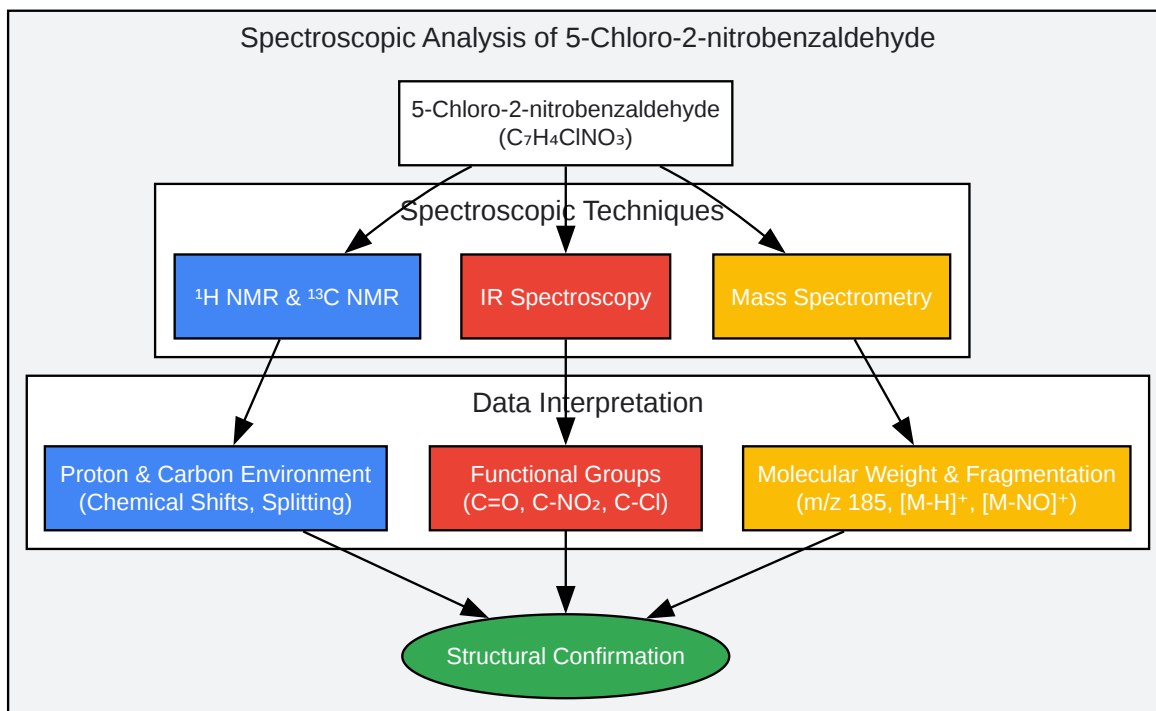 Spectroscopic Analysis of 5-Chloro-2-nitrobenzaldehyde
5-Chloro-2-nitrobenzaldehyde
(C₇H₄ClNO₃)
Spectroscopic Techniques
¹H NMR & ¹³C NMR
IR Spectroscopy
Mass Spectrometry
Data Interpretation
Proton & Carbon Environment
(Chemical Shifts, Splitting)
Functional Groups
(C=O, C-NO₂, C-Cl)
Molecular Weight & Fragmentation
(m/z 185, [M-H]⁺, [M-NO]⁺)
Structural Confirmation